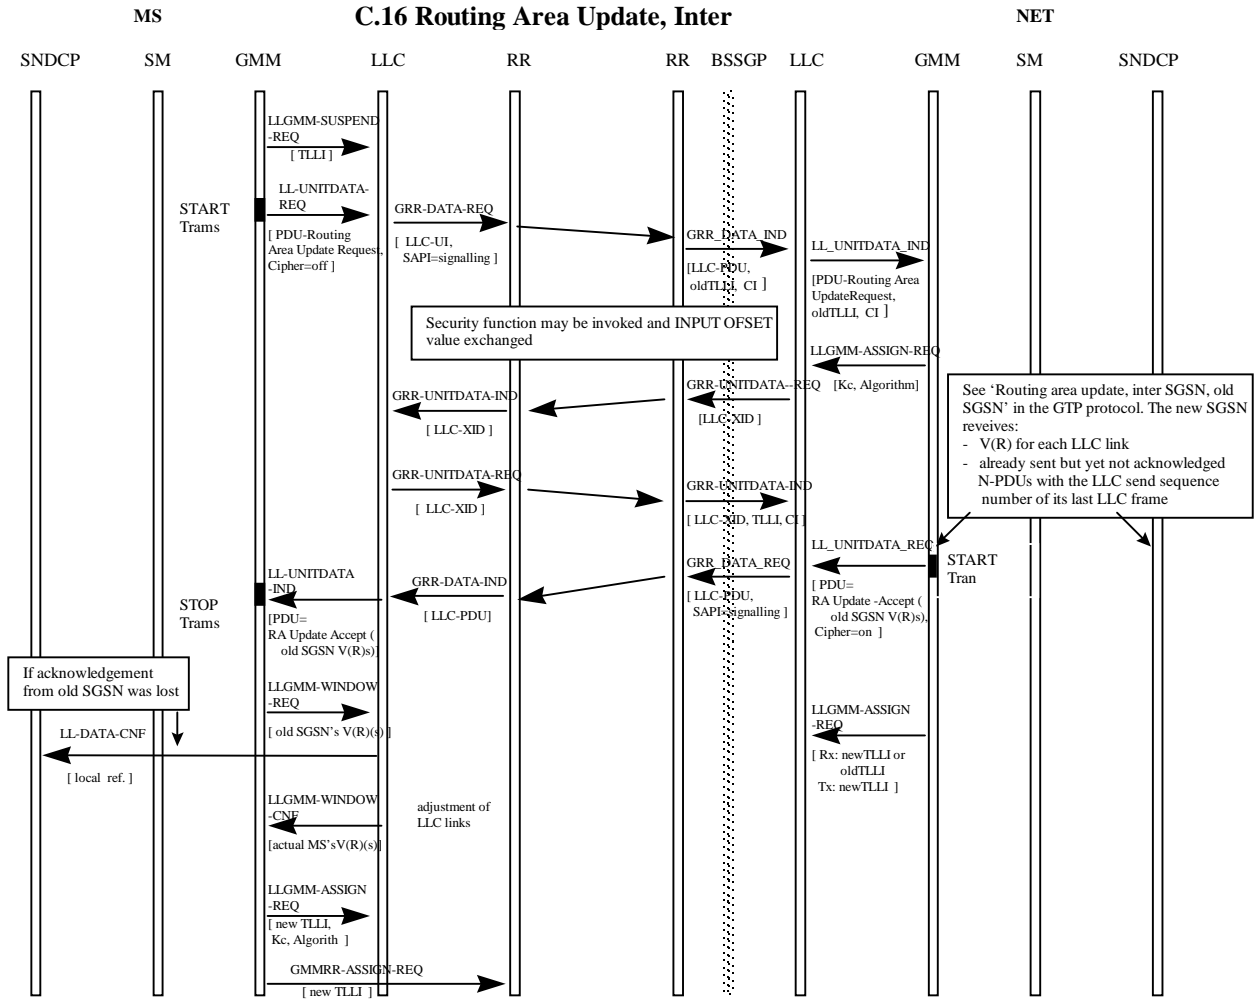 MS
C.16 Routing Area Update, Inter
NET
SNDCP
SM
GMM
LLC
RR
RR
BSSGP
LLC
GMM
SM
SNDCP
LLGMM-SUSPEND
-REQ
[ TLLI ]
START
Trams
LL-UNITDATA-
REQ
[ PDU-Routing
Area Update Request,
Cipher=off ]
GRR-DATA-REQ
[ LLC-UI,
SAPI=signalling ]
GRR_DATA_IND
[LLC-PDU,
oldTLLI, CI ]
LL_UNITDATA_IND
[PDU-Routing Area
UpdateRequest,
oldTLLI, CI ]
Security function may be invoked and INPUT OFSET
value exchanged
LLGMM-ASSIGN-REQ
[Kc, Algorithm]
GRR-UNITDATA--REQ
[LLC-XID ]
GRR-UNITDATA-IND
[ LLC-XID ]
See ‘Routing area update, inter SGSN, old
SGSN’ in the GTP protocol. The new SGSN
reveives:
- V(R) for each LLC link
- already sent but yet not acknowledged
N-PDUs with the LLC send sequence
number of its last LLC frame
GRR-UNITDATA-REQ
[ LLC-XID ]
GRR-UNITDATA-IND
[ LLC-XID, TLLI, CI ]
LL_UNITDATA_REQ
START
Tran
[ PDU=
RA Update -Accept (
old SGSN V(R)s),
Cipher=on ]
GRR_DATA_REQ
[ LLC-PDU,
SAPI=signalling ]
GRR-DATA-IND
[ LLC-PDU]
LL-UNITDATA
-IND
STOP
Trams
[PDU=
RA Update Accept (
old SGSN V(R)s)]
If acknowledgement
from old SGSN was lost
LLGMM-WINDOW
-REQ
[ old SGSN's V(R)(s) ]
LL-DATA-CNF
[ local ref. ]
LLGMM-ASSIGN
-REQ
[ Rx: newTLLI or
oldTLLI
Tx: newTLLI ]
LLGMM-WINDOW
-CNF
[actual MS'sV(R)(s)]
adjustment of
LLC links
LLGMM-ASSIGN
-REQ
[ new TLLI,
Kc, Algorith ]
GMMRR-ASSIGN-REQ
[ new TLLI ]